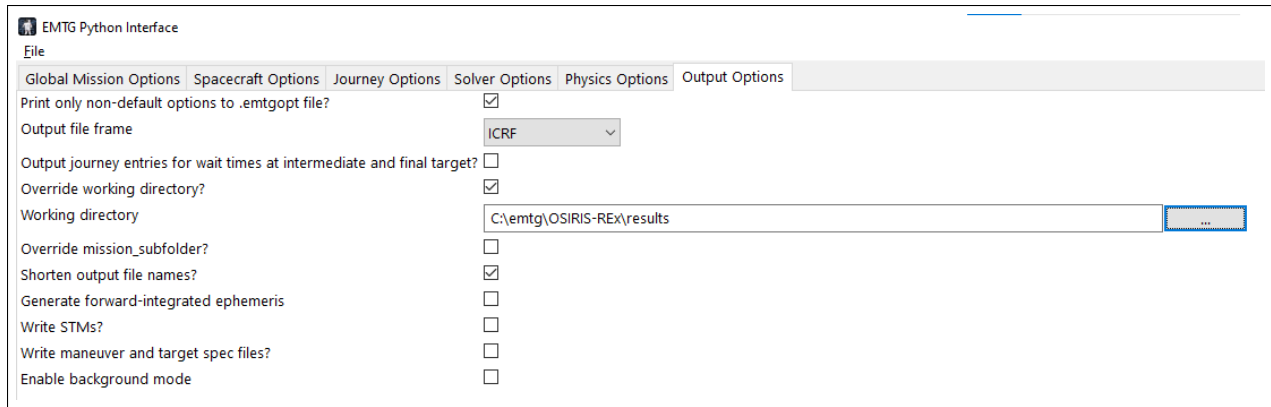 EMTG Python Interface
File
Global Mission Options Spacecraft Options Journey Options Solver Options Physics Options Output Options
Print only non-default options to .emtgopt file?
Output file frame ICRF
Output journey entries for wait times at intermediate and final target?
Override working directory?
Working directory C:\emtg\OSIRIS-REx\results ...
Override mission_subfolder?
Shorten output file names?
Generate forward-integrated ephemeris
Write STMs?
Write maneuver and target spec files?
Enable background mode